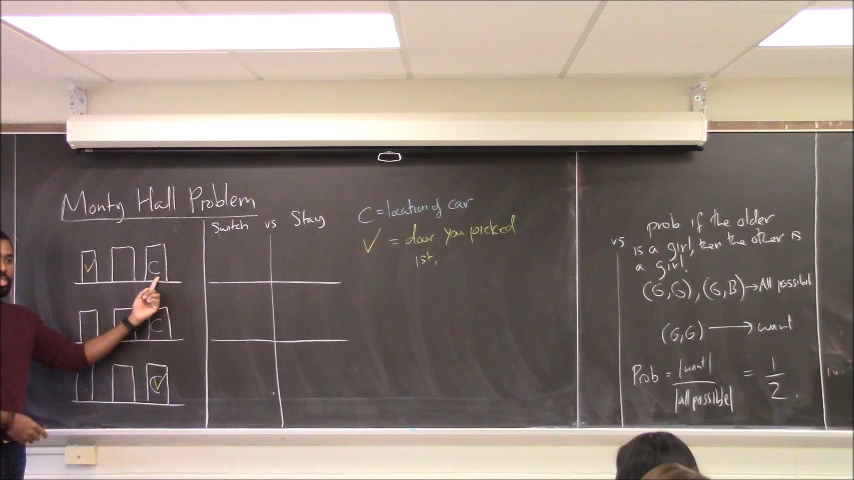 Monty Hall Problem
Switch vs Stay
C = location of car
✓ = door you picked
1st.
✓ C
C
C ✓
vs
prob if the older
is a girl, then the other is
a girl.
(G,G), (G,B) → All possibl
(G,G) → want
Prob = |want| / |all possible| = 1/2.